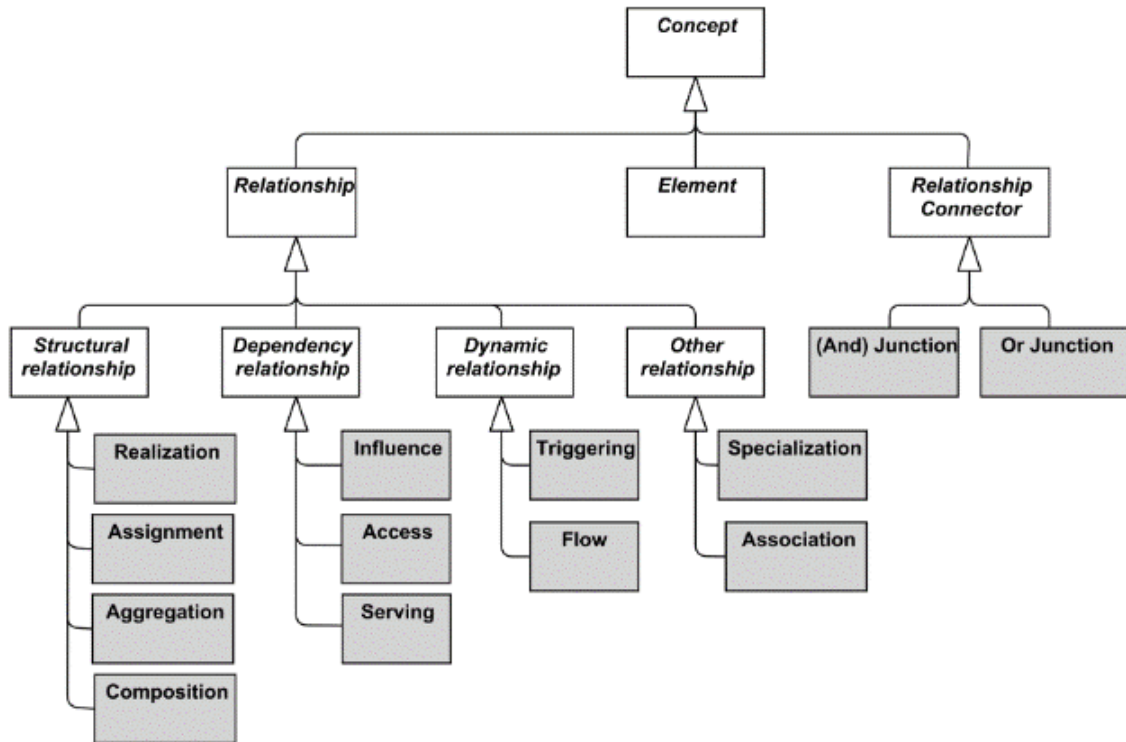 Concept
Relationship
Element
Relationship
Connector
(And) Junction
Or Junction
Structural
relationship
Dependency
relationship
Dynamic
relationship
Other
relationship
Realization
Assignment
Aggregation
Composition
Influence
Access
Serving
Triggering
Flow
Specialization
Association